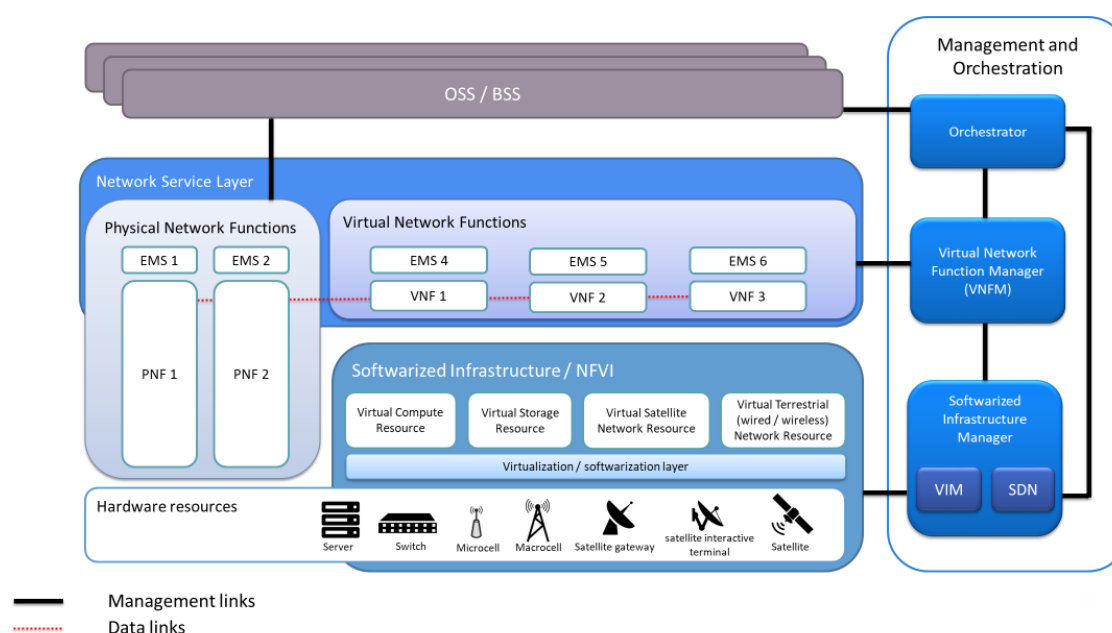 Management and
Orchestration
OSS / BSS
Orchestrator
Network Service Layer
Physical Network Functions
Virtual Network Functions
EMS 1
EMS 2
EMS 4
EMS 5
EMS 6
Virtual Network
Function Manager
(VNFM)
VNF 1
VNF 2
VNF 3
PNF 1
PNF 2
Softwarized Infrastructure / NFVI
Virtual Compute
Resource
Virtual Storage
Resource
Virtual Satellite
Network Resource
Virtual Terrestrial
(wired / wireless)
Network Resource
Softwarized
Infrastructure
Manager
Virtualization / softwarization layer
VIM
SDN
Hardware resources
Server
Switch
Microcell
Macrocell
Satellite gateway
satellite interactive
terminal
Satellite
Management links
Data links